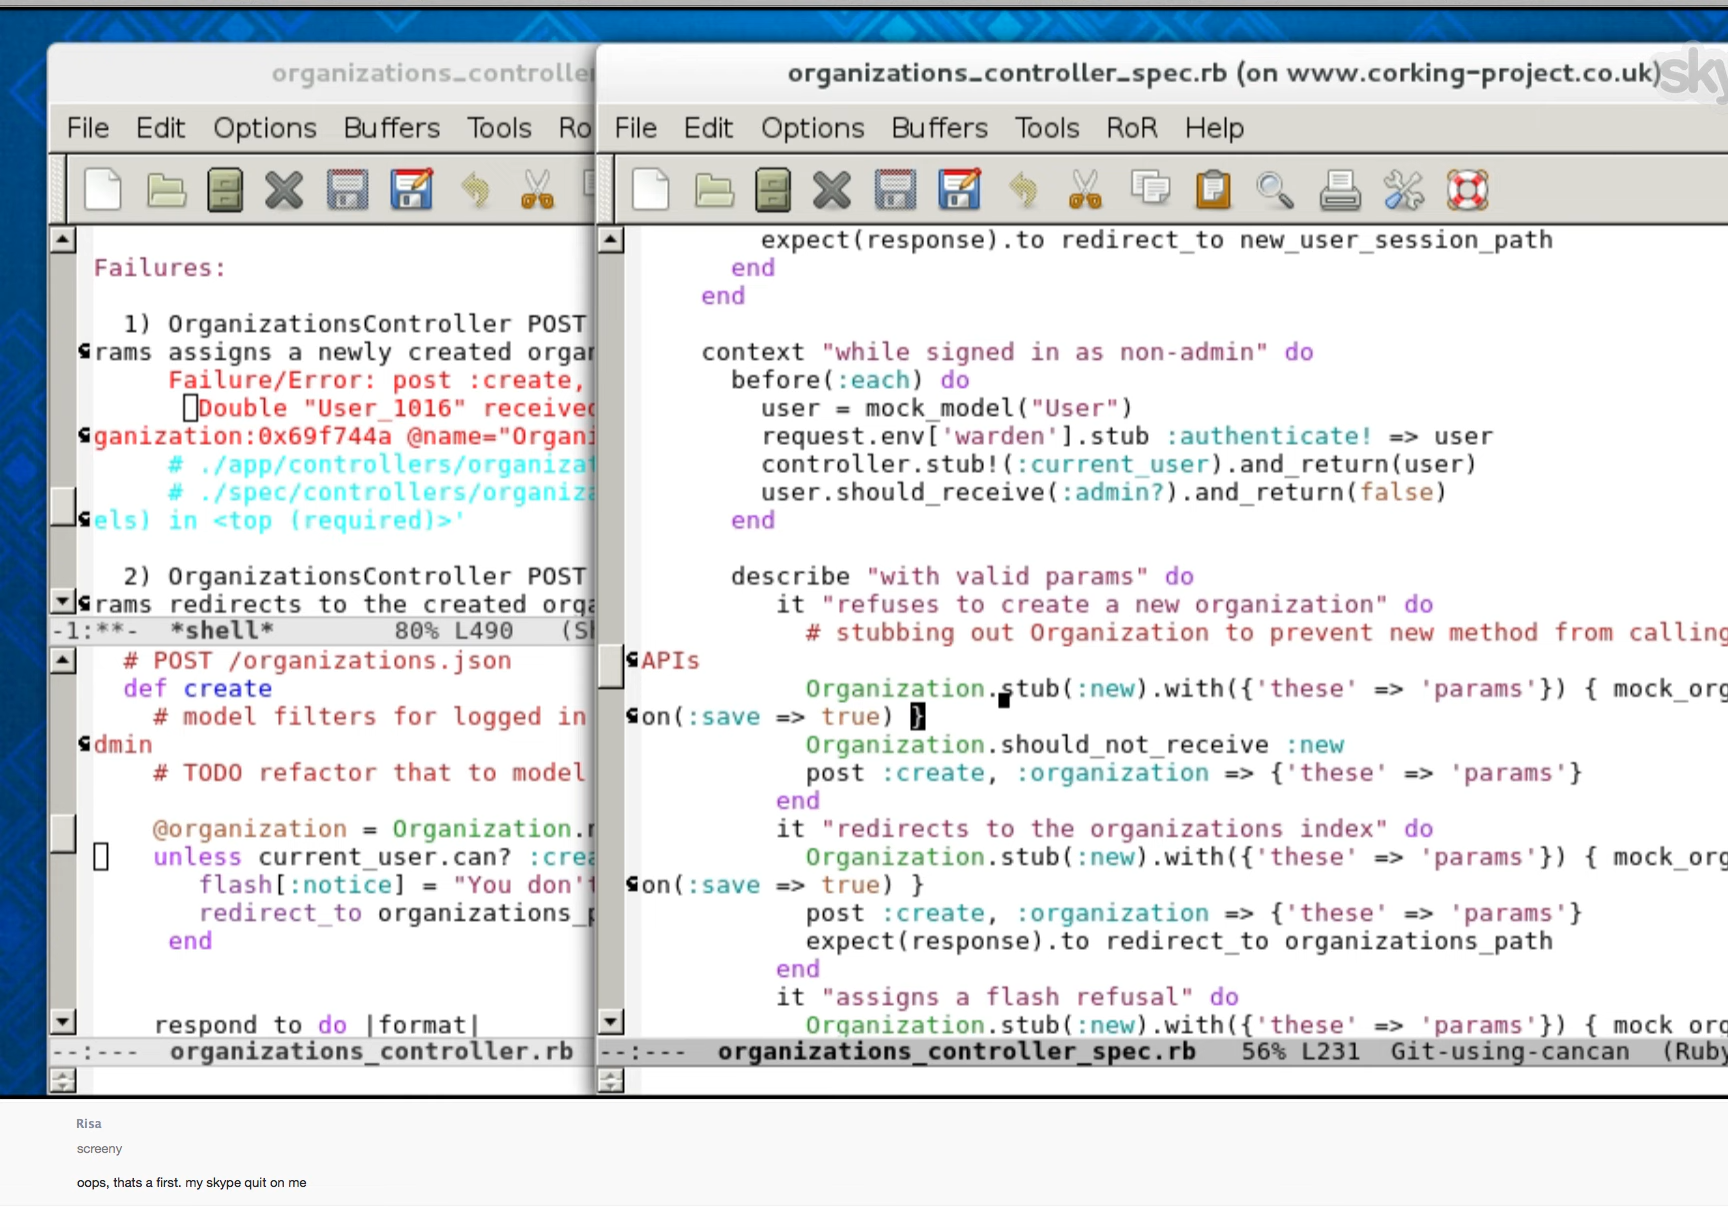 organizations_controller
File Edit Options Buffers Tools Ro
Failures:
1) OrganizationsController POST
rams assigns a newly created organ
Failure/Error: post :create,
Double "User_1016" received
ganization:0x69f744a @name="Organi
# ./app/controllers/organizat
# ./spec/controllers/organiza
els) in <top (required)>'
2) OrganizationsController POST
rams redirects to the created orga
-1:**- *shell* 80% L490 (Sh
# POST /organizations.json
def create
# model filters for logged in
dmin
# TODO refactor that to model
@organization = Organization.n
unless current_user.can? :crea
flash[:notice] = "You don't
redirect_to organizations_p
end
respond to do |format|
--:--- organizations_controller.rb
organizations_controller_spec.rb (on www.corking-project.co.uk)
sky
File Edit Options Buffers Tools RoR Help
expect(response).to redirect_to new_user_session_path
end
end
context "while signed in as non-admin" do
before(:each) do
user = mock_model("User")
request.env['warden'].stub :authenticate! => user
controller.stub!(:current_user).and_return(user)
user.should_receive(:admin?).and_return(false)
end
describe "with valid params" do
it "refuses to create a new organization" do
# stubbing out Organization to prevent new method from calling
APIs
Organization.stub(:new).with({'these' => 'params'}) { mock_org
on(:save => true) }
Organization.should_not_receive :new
post :create, :organization => {'these' => 'params'}
end
it "redirects to the organizations index" do
Organization.stub(:new).with({'these' => 'params'}) { mock_org
on(:save => true) }
post :create, :organization => {'these' => 'params'}
expect(response).to redirect_to organizations_path
end
it "assigns a flash refusal" do
Organization.stub(:new).with({'these' => 'params'}) { mock org
--:--- organizations_controller_spec.rb 56% L231 Git-using-cancan (Ruby
Risa
screeny
oops, thats a first. my skype quit on me